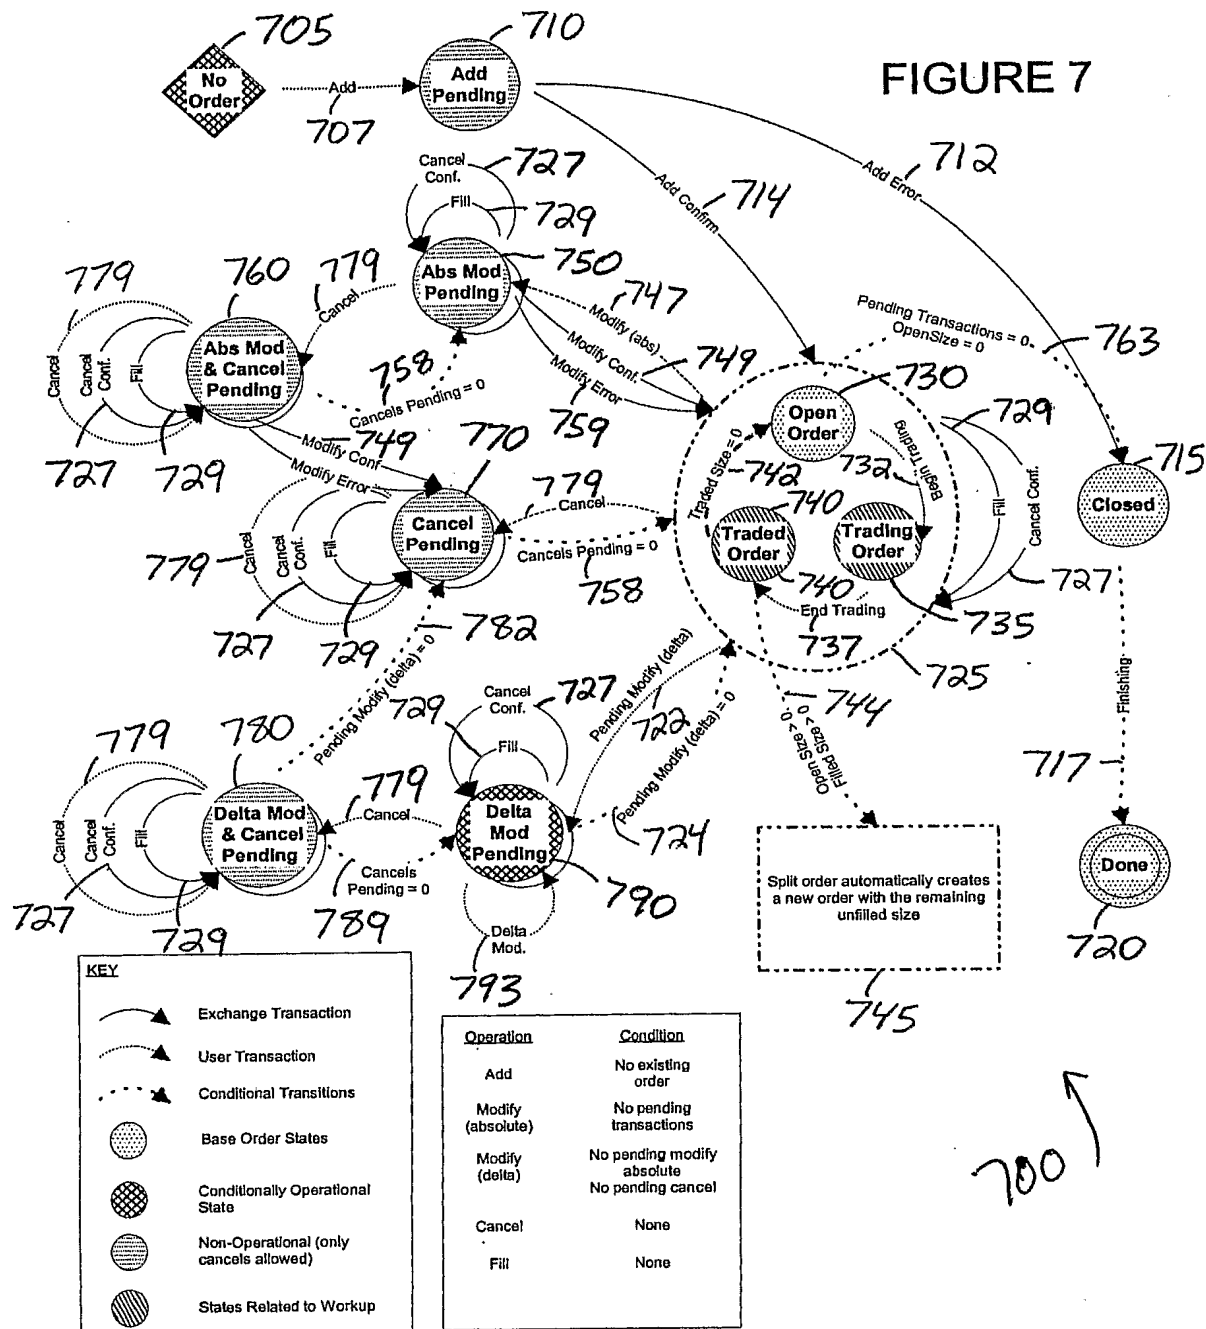 705
710
FIGURE 7
No
Order
Add
707
Add
Pending
712
Add Error
714
Add Confirm
Cancel
Conf.
727
Fill
729
779
760
779
750
Abs Mod
Pending
Cancel
747
Modify (abs)
Pending Transactions = 0
OpenSize = 0
763
Abs Mod
& Cancel
Pending
Cancel
Cancel
Conf.
Fill
758
Cancels Pending = 0
Modify Conf.
749
Modify Error
759
730
Open
Order
729
727
729
Modify Conf
749
Modify Error
770
Traded Size = 0
742
732
Begin Trading
Fill
Cancel Conf.
715
Closed
779
Cancel
Cancel
Conf.
Fill
Cancel
Pending
779
Cancel
Cancels Pending = 0
758
740
Traded
Order
Trading
Order
740
End Trading
737
735
727
727
729
782
Pending Modify (delta) = 0
725
Finishing
779
780
729
Cancel
Conf.
727
Fill
Pending Modify (delta)
722
Pending Modify (delta) = 0
724
744
Open Size > 0,
Filled Size > 0
717
Cancel
Cancel
Conf.
Fill
Delta Mod
& Cancel
Pending
779
Cancel
Cancels
Pending = 0
789
Delta
Mod
Pending
790
Done
720
727
729
Delta
Mod.
793
Split order automatically creates
a new order with the remaining
unfilled size
745
KEY
Exchange Transaction
User Transaction
Conditional Transitions
Base Order States
Conditionally Operational
State
Non-Operational (only
cancels allowed)
States Related to Workup
Operation Condition
Add No existing
order
Modify
(absolute) No pending
transactions
Modify
(delta) No pending modify
absolute
No pending cancel
Cancel None
Fill None
700